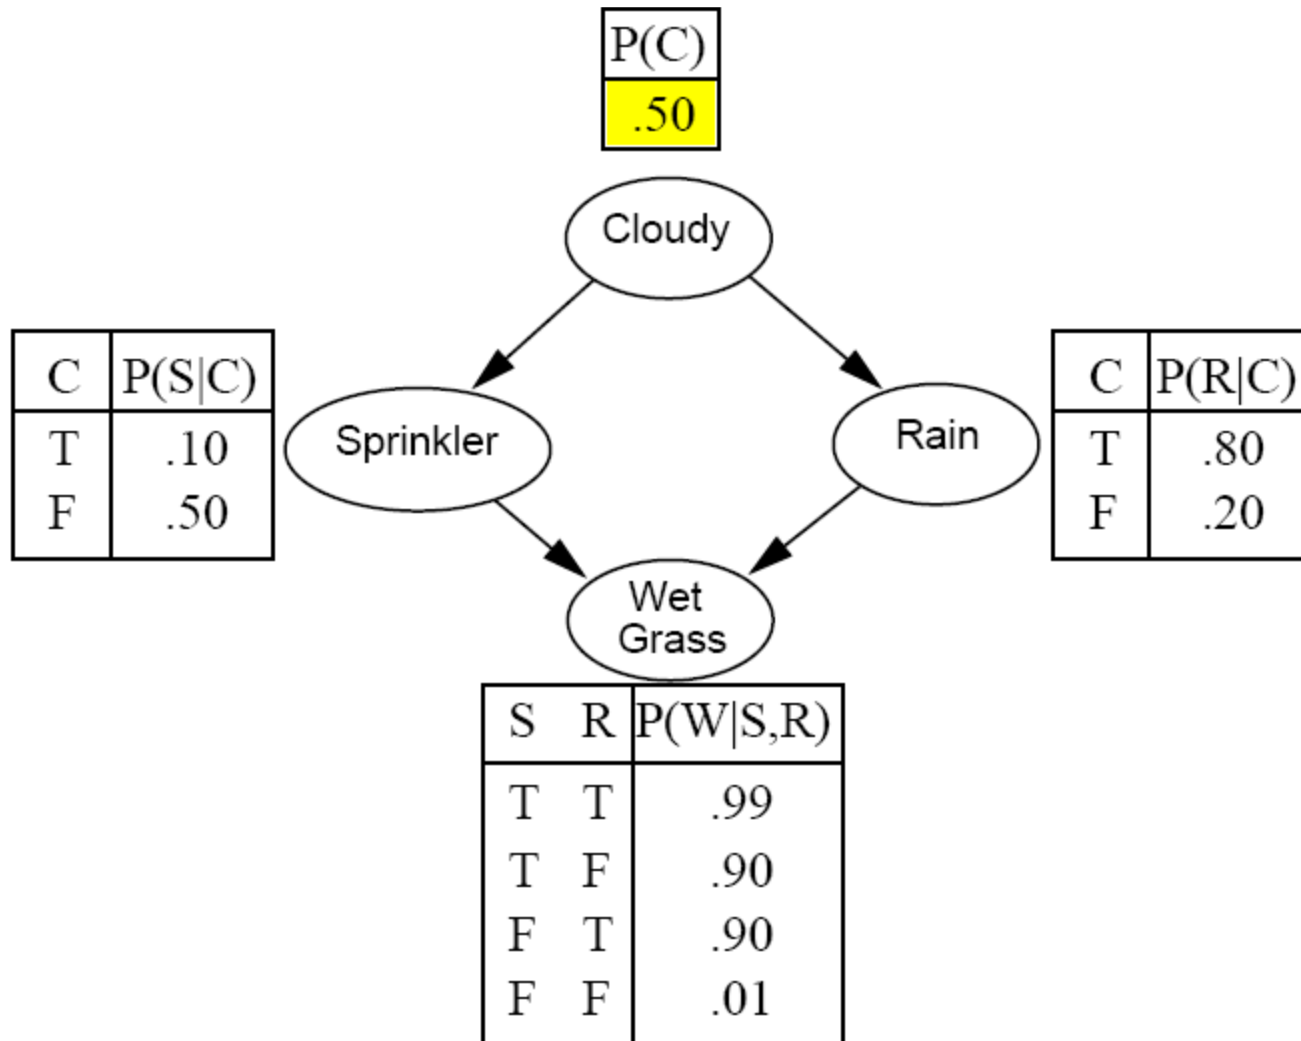 P(C)
.50
Cloudy
C P(S|C)
T .10
F .50
Sprinkler
Rain
C P(R|C)
T .80
F .20
Wet
Grass
S R P(W|S,R)
T T .99
T F .90
F T .90
F F .01